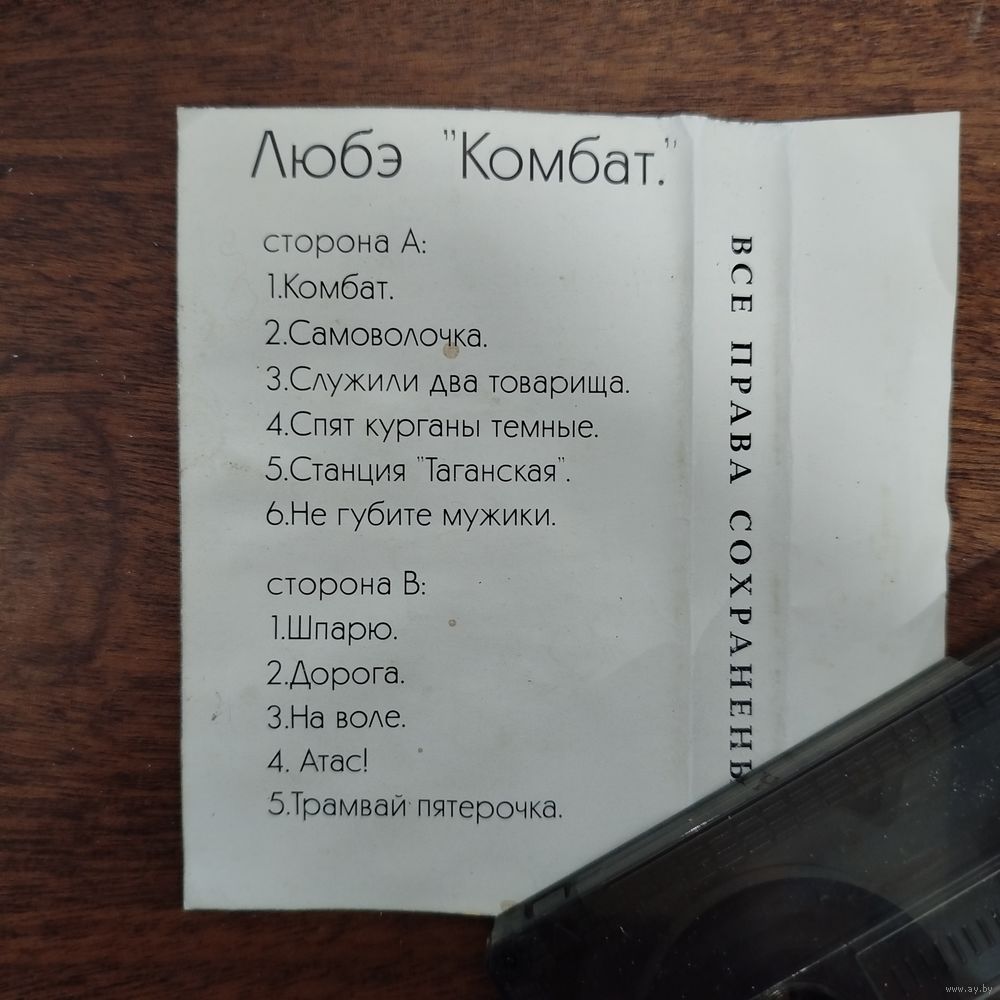 Любэ "Комбат."
сторона А:
1.Комбат.
2.Самоволочка.
3.Служили два товарища.
4.Спят курганы темные.
5.Станция "Таганская".
6.Не губите мужики.
сторона В:
1.Шпарю.
2.Дорога.
3.На воле.
4. Атас!
5.Трамвай пятерочка.
ВСЕ ПРАВА СОХРАНЕНЫ
www.ay.by